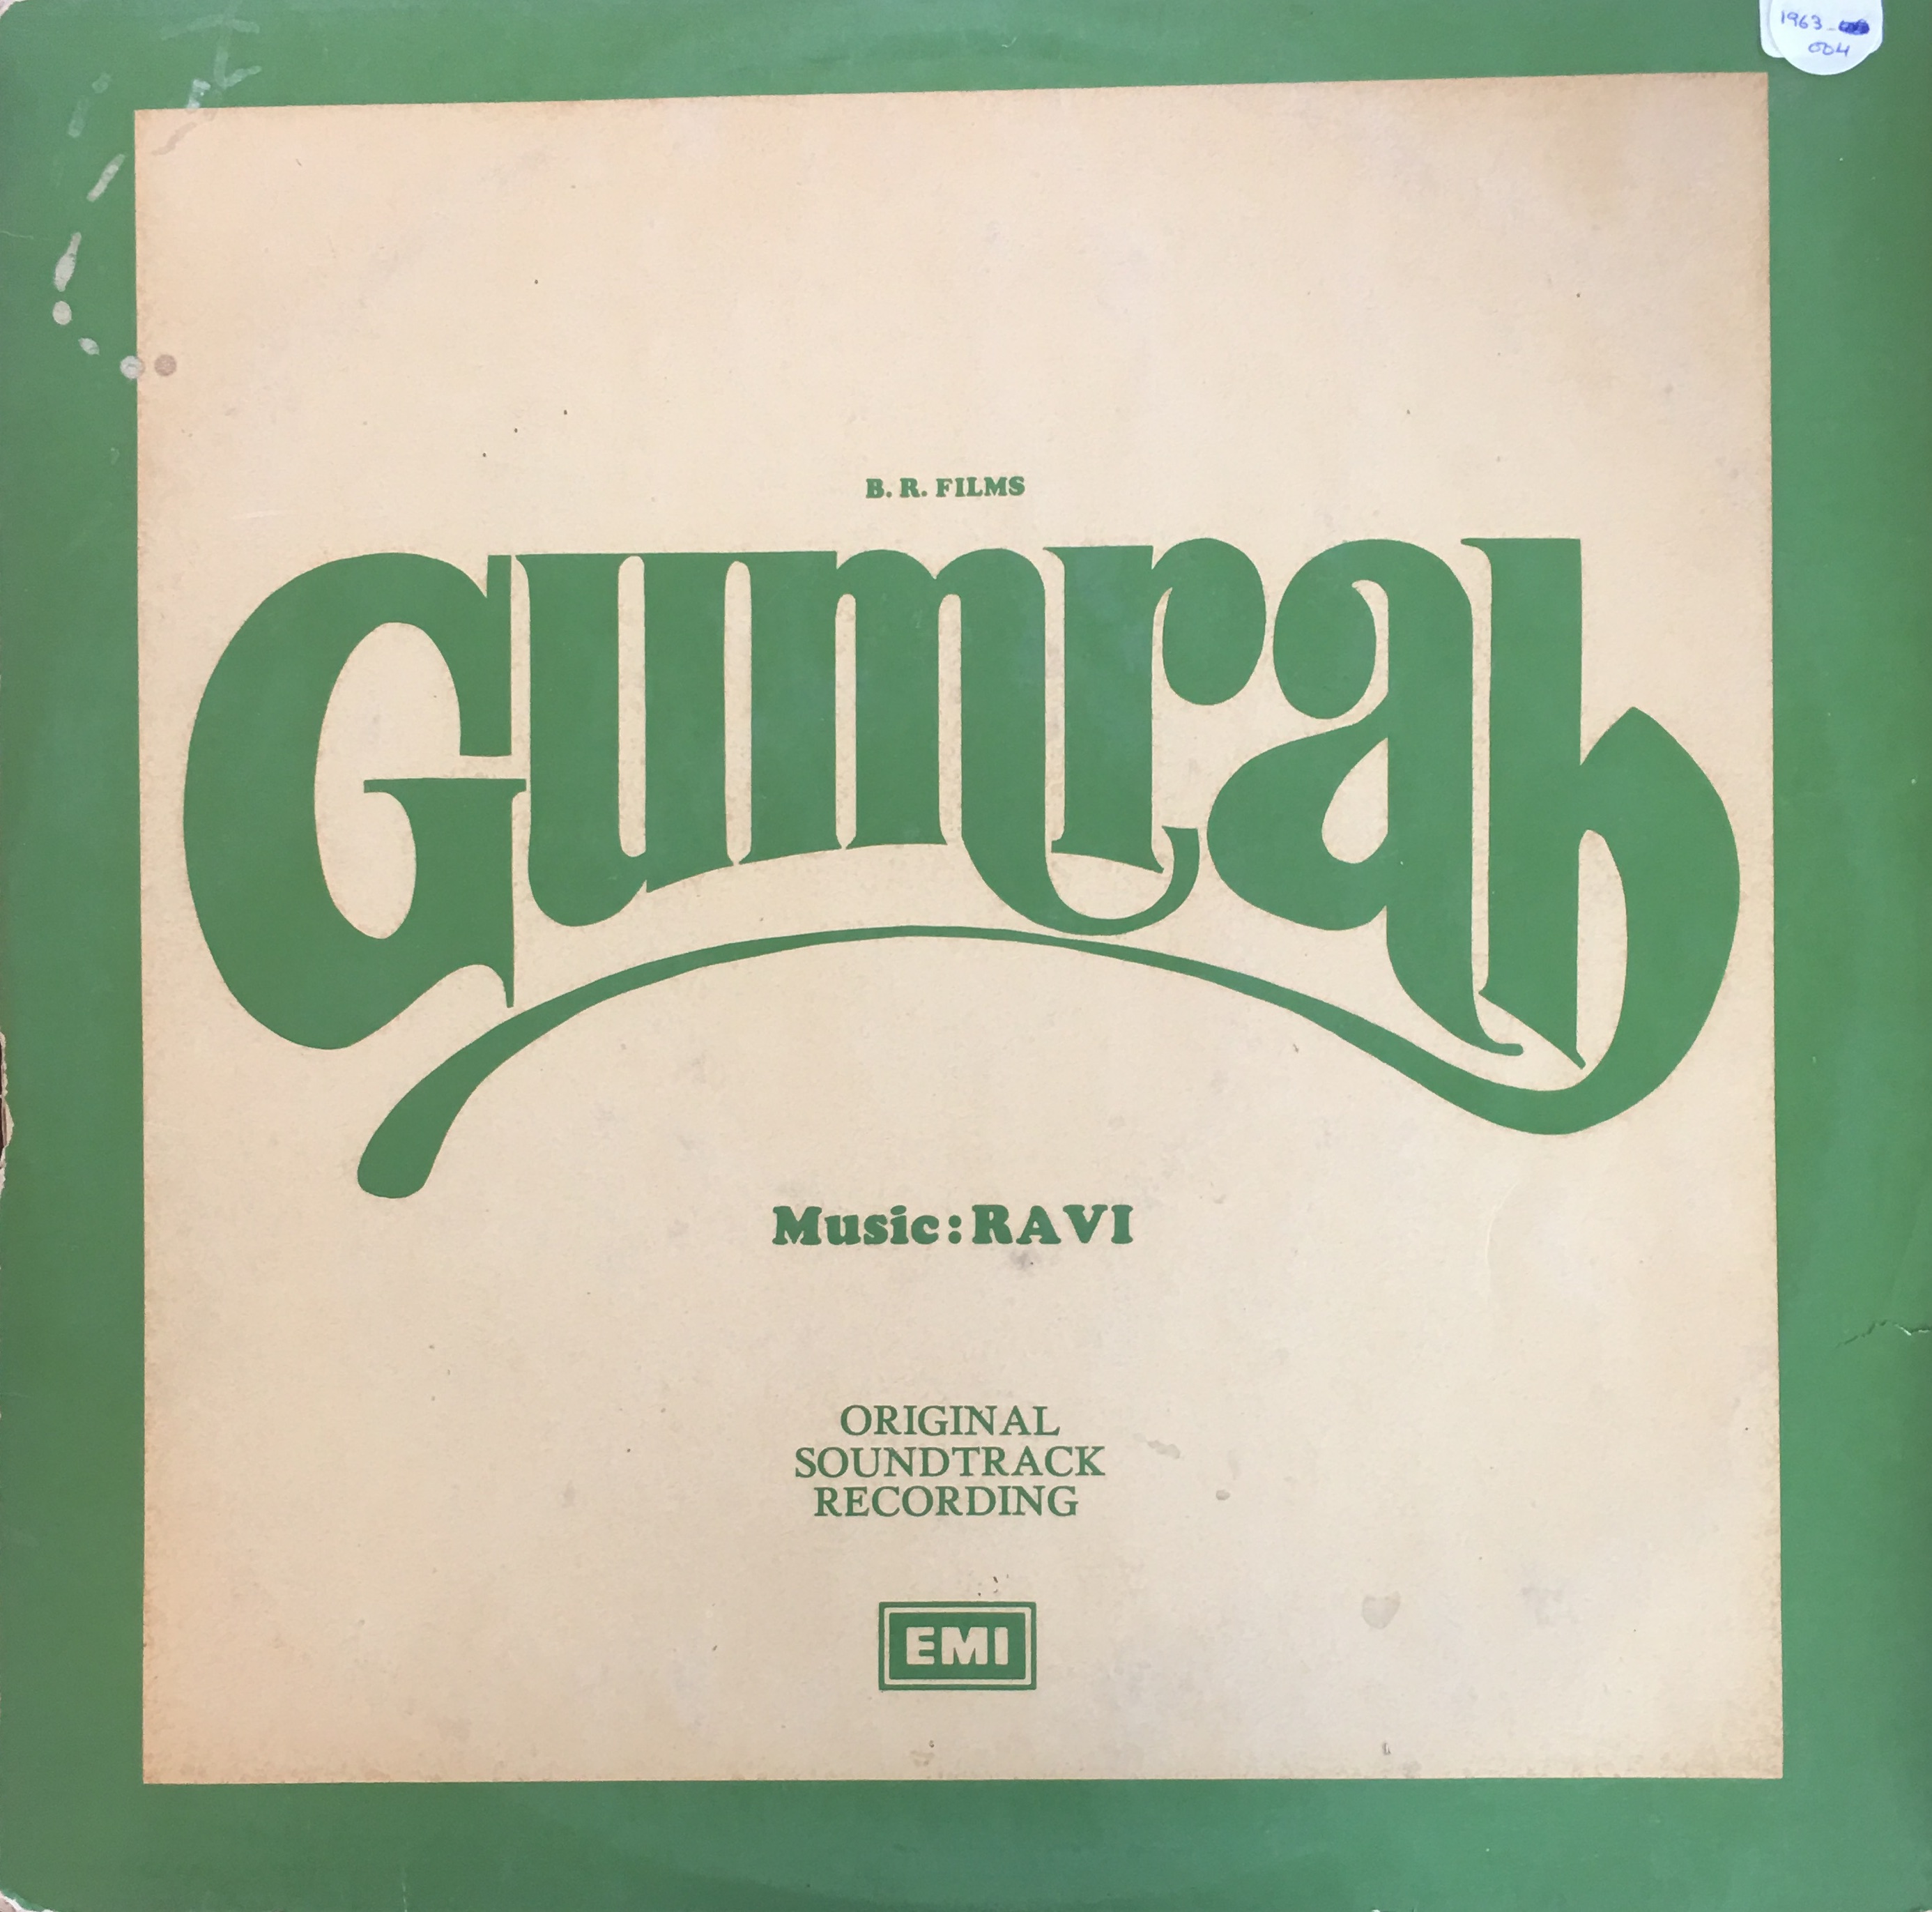 1963-
004
B. R. FILMS
Gumrah
Music: RAVI
ORIGINAL
SOUNDTRACK
RECORDING
EMI